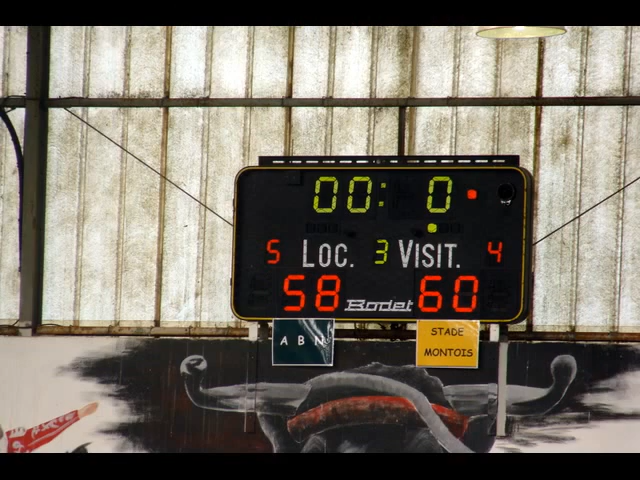 00: 0
5 LOC. 3 VISIT. 4
58 Bodet 60
ABN
STADE
MONTOIS